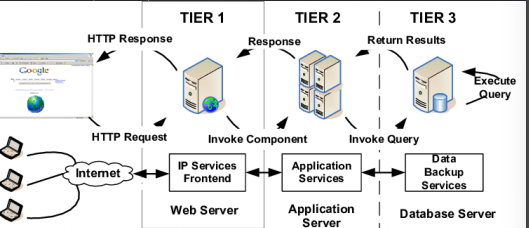 TIER 1
TIER 2
TIER 3
HTTP Response
Response
Return Results
Google
Execute
Query
HTTP Request
Invoke Component
Invoke Query
Internet
IP Services
Frontend
Application
Services
Data
Backup
Services
Web Server
Application
Server
Database Server